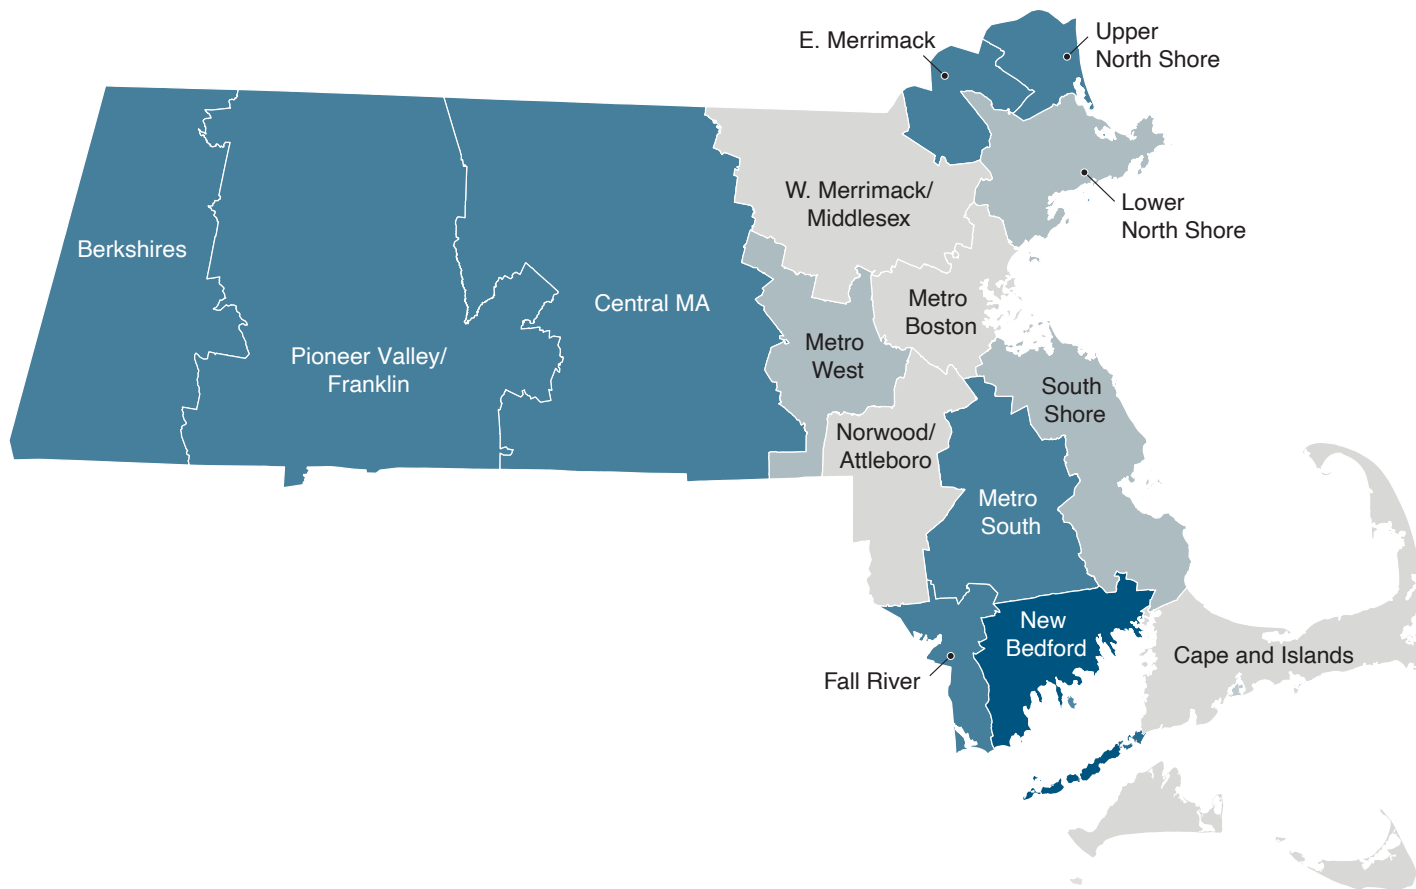 E. Merrimack
Upper
North Shore
W. Merrimack/
Middlesex
Lower
North Shore
Berkshires
Central MA
Metro
Boston
Pioneer Valley/
Franklin
Metro
West
South
Shore
Norwood/
Attleboro
Metro
South
New
Bedford
Cape and Islands
Fall River